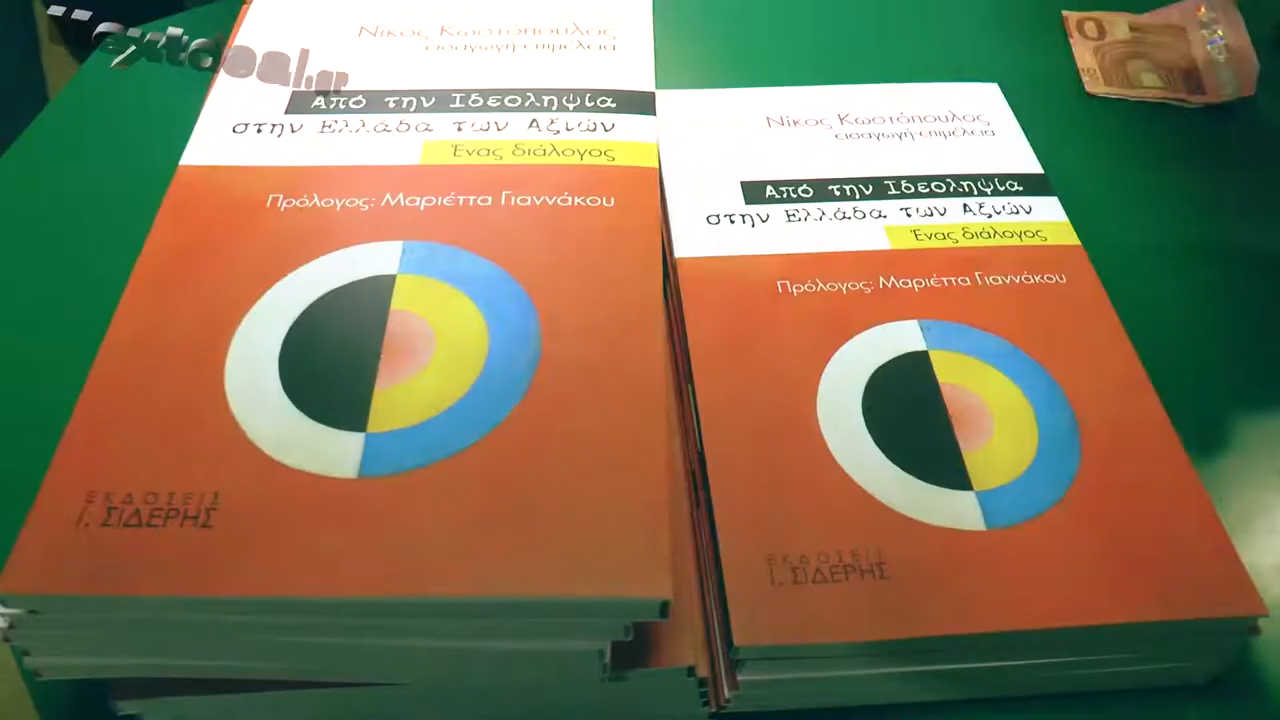 Νίκος Κωστόπουλος
εισαγωγή-επιμέλεια
Από την Ιδεοληψία
στην Ελλάδα των Αξιών
Ένας διάλογος
Πρόλογος: Μαριέττα Γιαννάκου
ΕΚΔΟΣΕΙΣ
Ι. ΣΙΔΕΡΗΣ
Νίκος Κωστόπουλος
εισαγωγή-επιμέλεια
Από την Ιδεοληψία
στην Ελλάδα των Αξιών
Ένας διάλογος
Πρόλογος: Μαριέττα Γιαννάκου
ΕΚΔΟΣΕΙΣ
Ι. ΣΙΔΕΡΗΣ